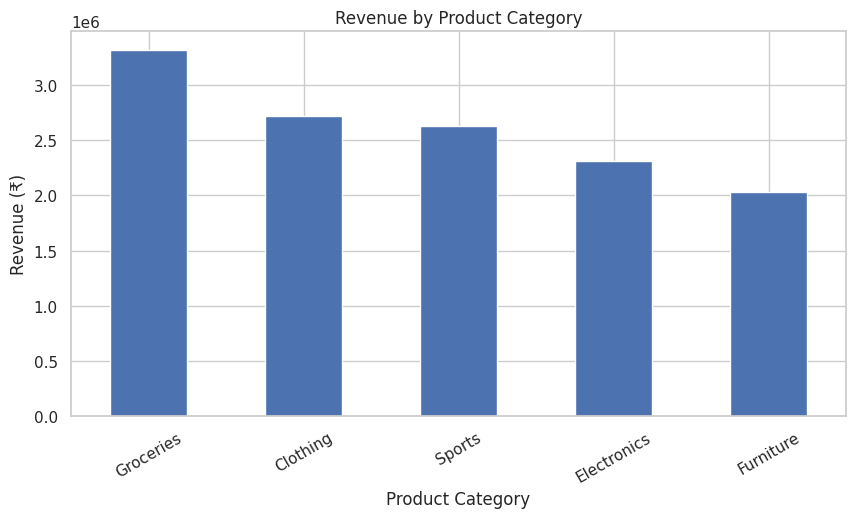 Revenue by Product Category
1e6
3.0
2.5
2.0
1.5
1.0
0.5
0.0
Revenue (₹)
Groceries
Clothing
Sports
Electronics
Furniture
Product Category